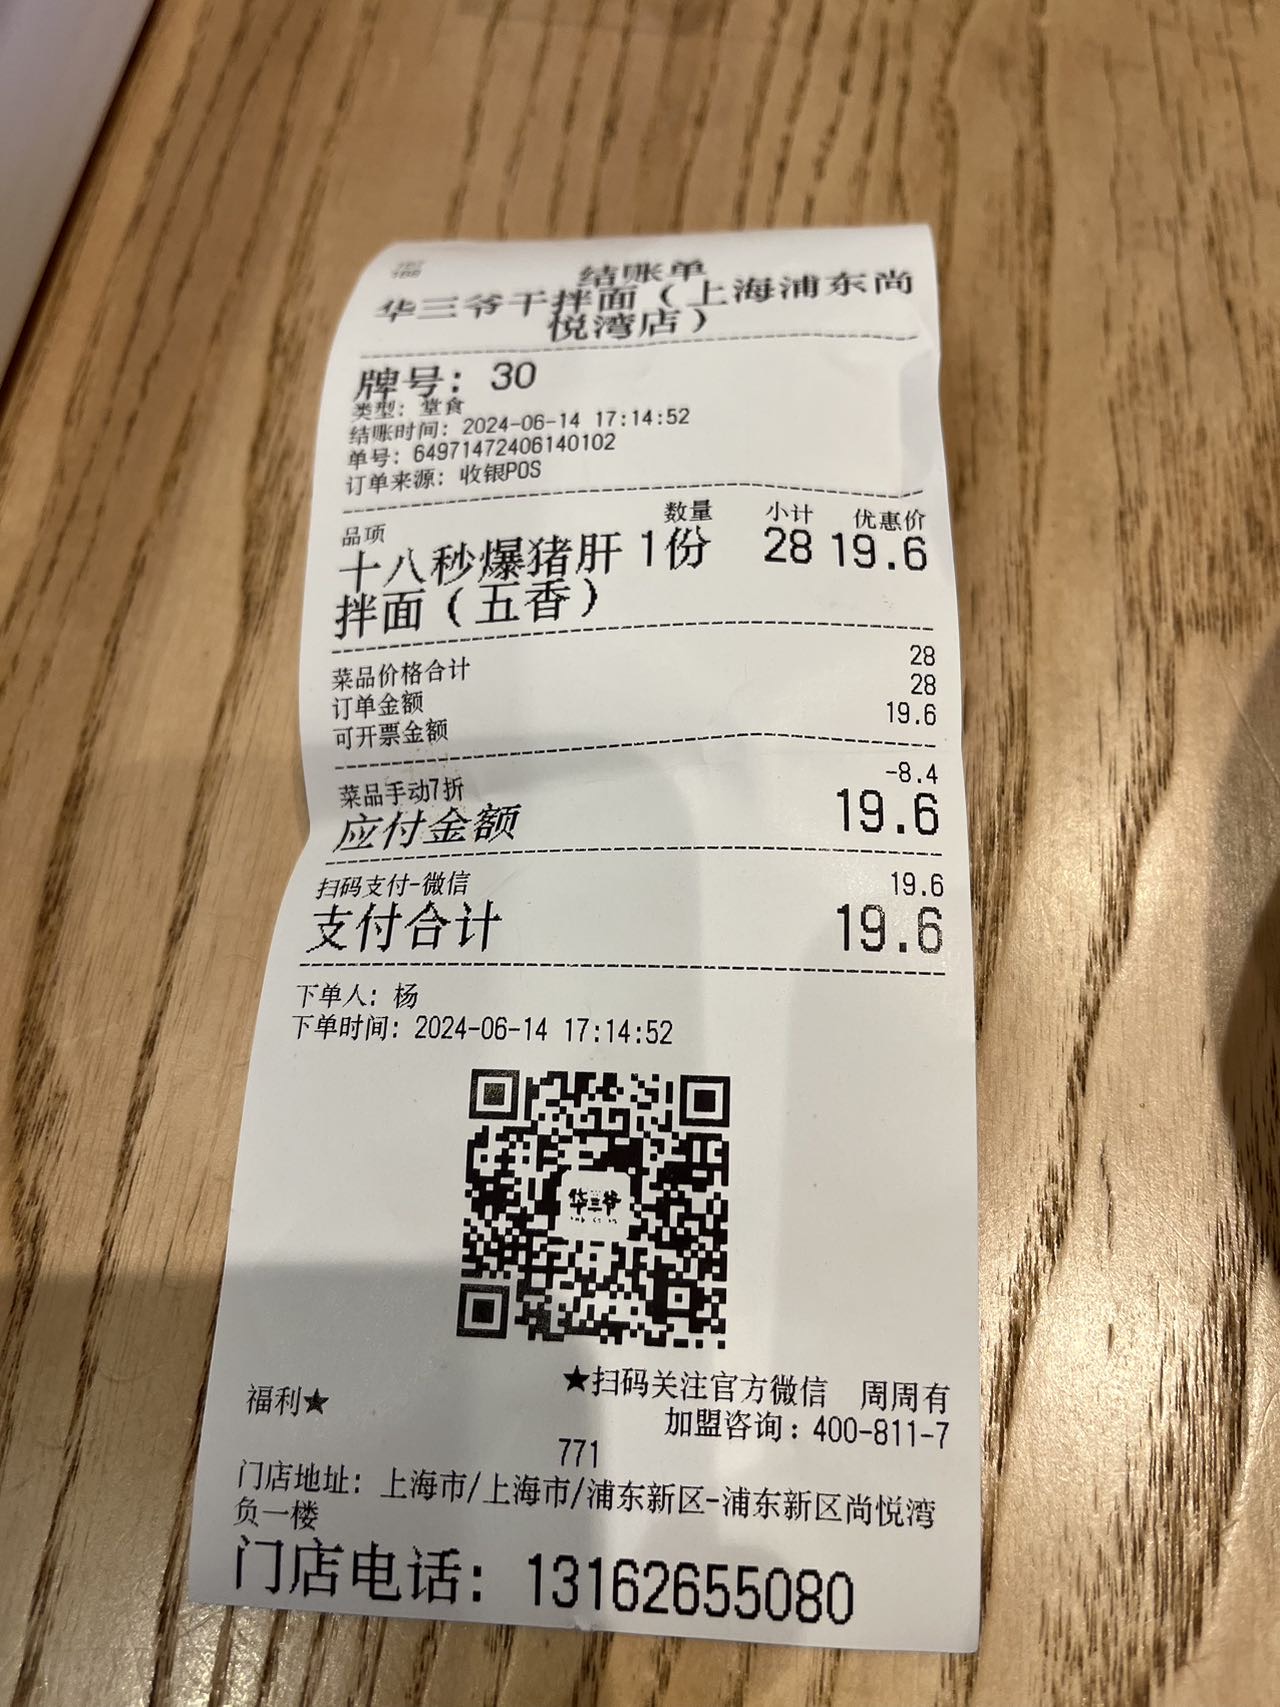 结账单
华三爷干拌面（上海浦东尚
悦湾店）
牌号： 30
类型： 堂食
结账时间： 2024-06-14 17:14:52
单号： 64971472406140102
订单来源： 收银POS
品项 数量 小计 优惠价
十八秒爆猪肝 1份 28 19.6
拌面（五香）
菜品价格合计 28
订单金额 28
可开票金额 19.6
菜品手动7折 -8.4
应付金额 19.6
扫码支付-微信 19.6
支付合计 19.6
下单人： 杨
下单时间： 2024-06-14 17:14:52
华三爷
★扫码关注官方微信 周周有
福利★
加盟咨询：400-811-7
771
门店地址： 上海市/上海市/浦东新区-浦东新区尚悦湾
负一楼
门店电话： 13162655080